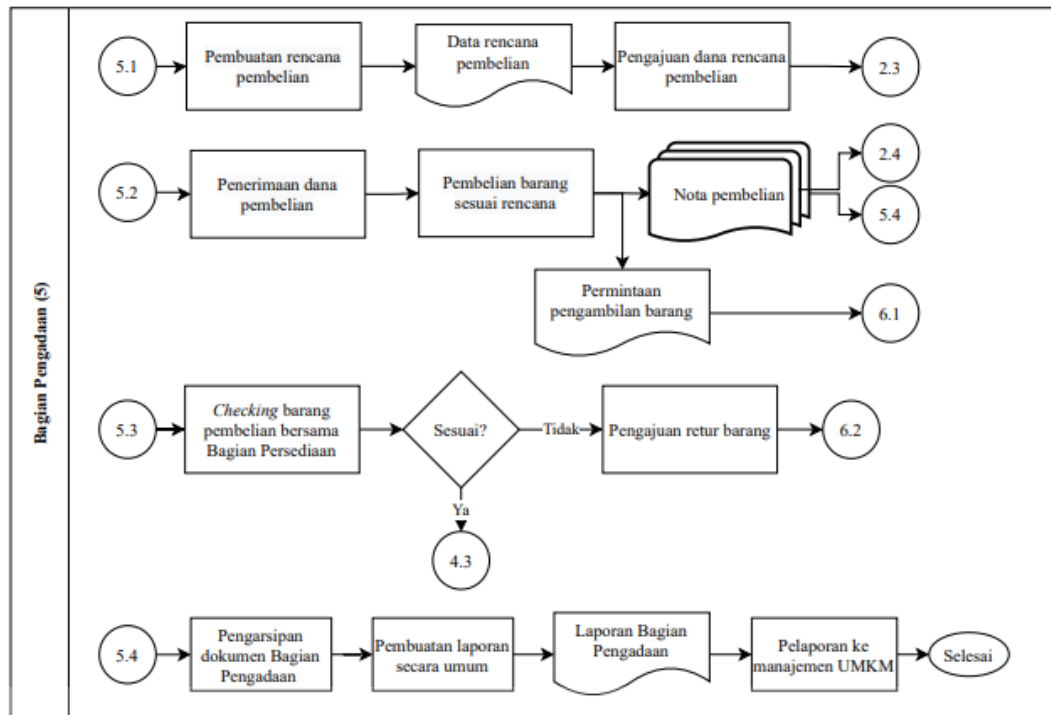 Bagian Pengadaan (5)
5.1
Pembuatan rencana
pembelian
Data rencana
pembelian
Pengajuan dana rencana
pembelian
2.3
5.2
Penerimaan dana
pembelian
Pembelian barang
sesuai rencana
Nota pembelian
2.4
5.4
Permintaan
pengambilan barang
6.1
5.3
Checking barang
pembelian bersama
Bagian Persediaan
Sesuai?
Tidak
Pengajuan retur barang
6.2
Ya
4.3
5.4
Pengarsipan
dokumen Bagian
Pengadaan
Pembuatan laporan
secara umum
Laporan Bagian
Pengadaan
Pelaporan ke
manajemen UMKM
Selesai